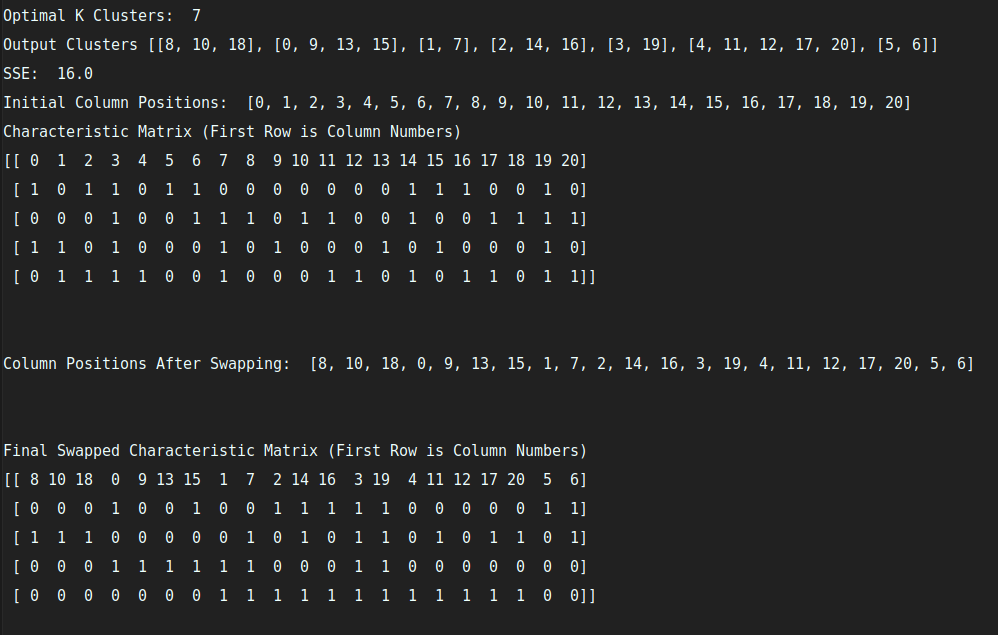 Optimal K Clusters:  7
Output Clusters [[8, 10, 18], [0, 9, 13, 15], [1, 7], [2, 14, 16], [3, 19], [4, 11, 12, 17, 20], [5, 6]]
SSE:  16.0
Initial Column Positions:  [0, 1, 2, 3, 4, 5, 6, 7, 8, 9, 10, 11, 12, 13, 14, 15, 16, 17, 18, 19, 20]
Characteristic Matrix (First Row is Column Numbers)
[[ 0  1  2  3  4  5  6  7  8  9 10 11 12 13 14 15 16 17 18 19 20]
 [ 1  0  1  1  0  1  1  0  0  0  0  0  0  0  1  1  1  0  0  1  0]
 [ 0  0  0  1  0  0  1  1  1  0  1  1  0  0  1  0  0  1  1  1  1]
 [ 1  1  0  1  0  0  0  1  0  1  0  0  0  1  0  1  0  0  0  1  0]
 [ 0  1  1  1  1  0  0  1  0  0  0  1  1  0  1  0  1  1  0  1  1]]
Column Positions After Swapping:  [8, 10, 18, 0, 9, 13, 15, 1, 7, 2, 14, 16, 3, 19, 4, 11, 12, 17, 20, 5, 6]
Final Swapped Characteristic Matrix (First Row is Column Numbers)
[[ 8 10 18  0  9 13 15  1  7  2 14 16  3 19  4 11 12 17 20  5  6]
 [ 0  0  0  1  0  0  1  0  0  1  1  1  1  1  0  0  0  0  0  1  1]
 [ 1  1  1  0  0  0  0  0  1  0  1  0  1  1  0  1  0  1  1  0  1]
 [ 0  0  0  1  1  1  1  1  1  0  0  0  1  1  0  0  0  0  0  0  0]
 [ 0  0  0  0  0  0  0  1  1  1  1  1  1  1  1  1  1  1  1  0  0]]